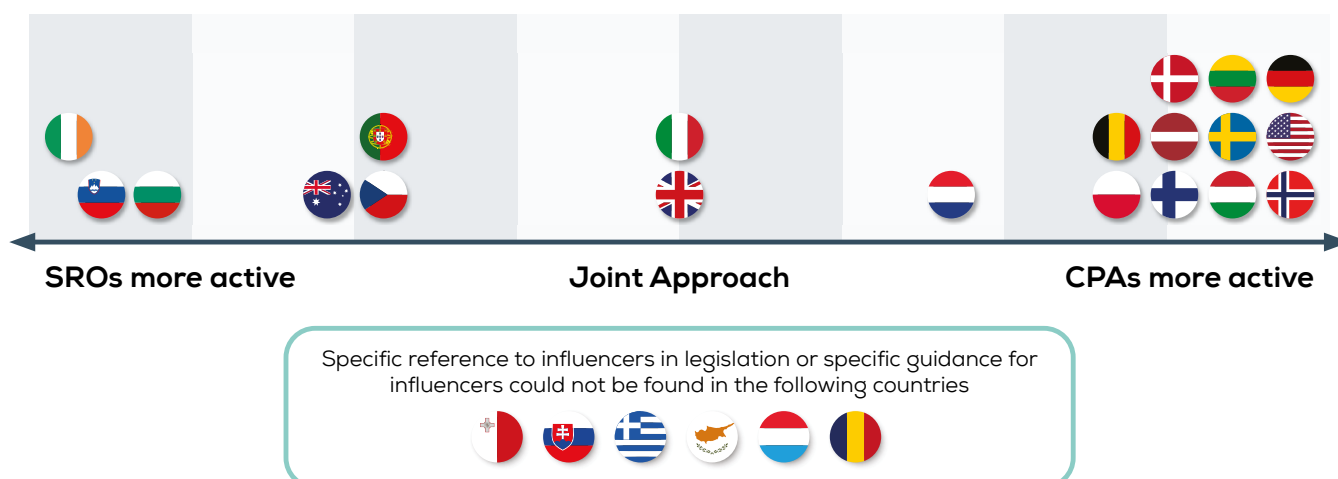 SROs more active
Joint Approach
CPAs more active
Specific reference to influencers in legislation or specific guidance for
influencers could not be found in the following countries